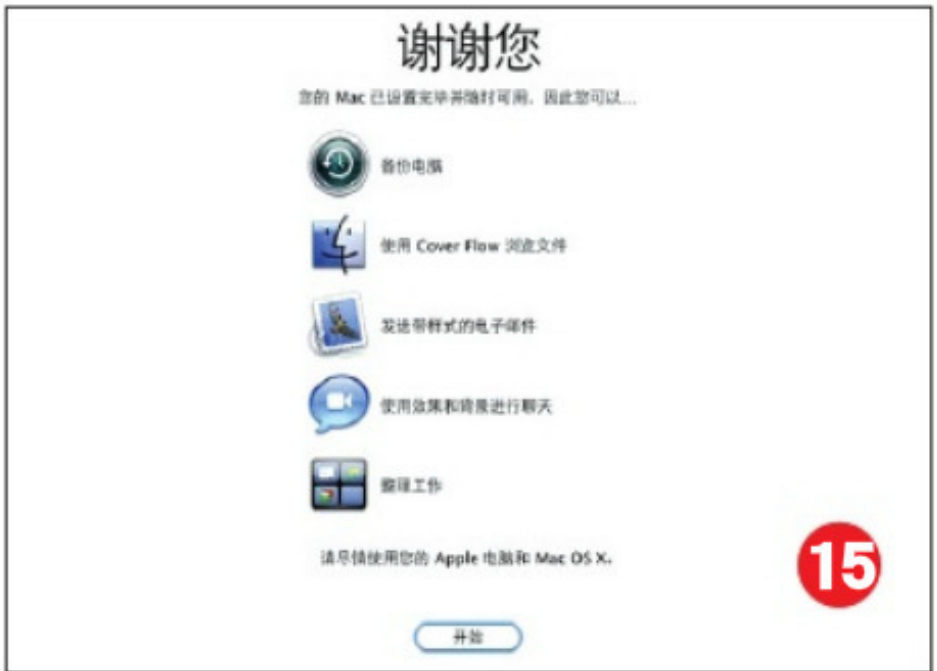 谢谢您
您的 Mac 已设置完毕并随时可用，因此您可以...
备份电脑
使用 Cover Flow 浏览文件
发送带样式的电子邮件
使用效果和背景进行聊天
整理工作
请尽情使用您的 Apple 电脑和 Mac OS X。
15
开始